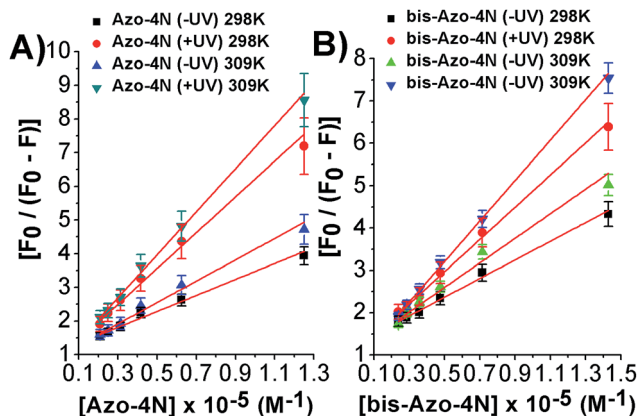 A)
Azo-4N (-UV) 298K
Azo-4N (+UV) 298K
Azo-4N (-UV) 309K
Azo-4N (+UV) 309K
[F0 / (F0 - F)]
10
9
8
7
6
5
4
3
2
1
0.1 0.3 0.5 0.7 0.9 1.1 1.3
[Azo-4N] x 10-5 (M-1)
B)
bis-Azo-4N (-UV) 298K
bis-Azo-4N (+UV) 298K
bis-Azo-4N (-UV) 309K
bis-Azo-4N (+UV) 309K
[F0 / (F0 - F)]
8
7
6
5
4
3
2
1
0.1 0.3 0.5 0.7 0.9 1.1 1.3 1.5
[bis-Azo-4N] x 10-5 (M-1)